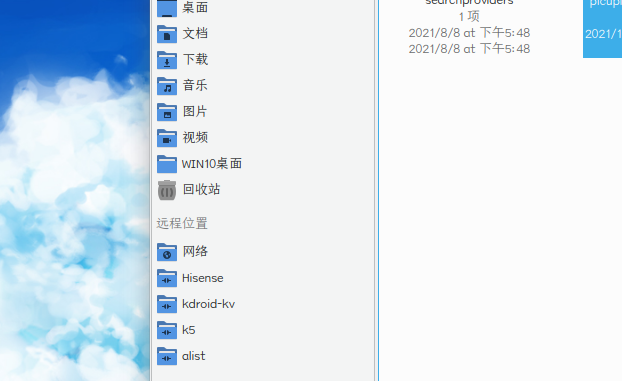 桌面
文档
下载
音乐
图片
视频
WIN10桌面
回收站
远程位置
网络
Hisense
kdroid-kv
k5
alist
searchproviders
1 项
2021/8/8 at 下午5:48
2021/8/8 at 下午5:48
picupl
2021/1